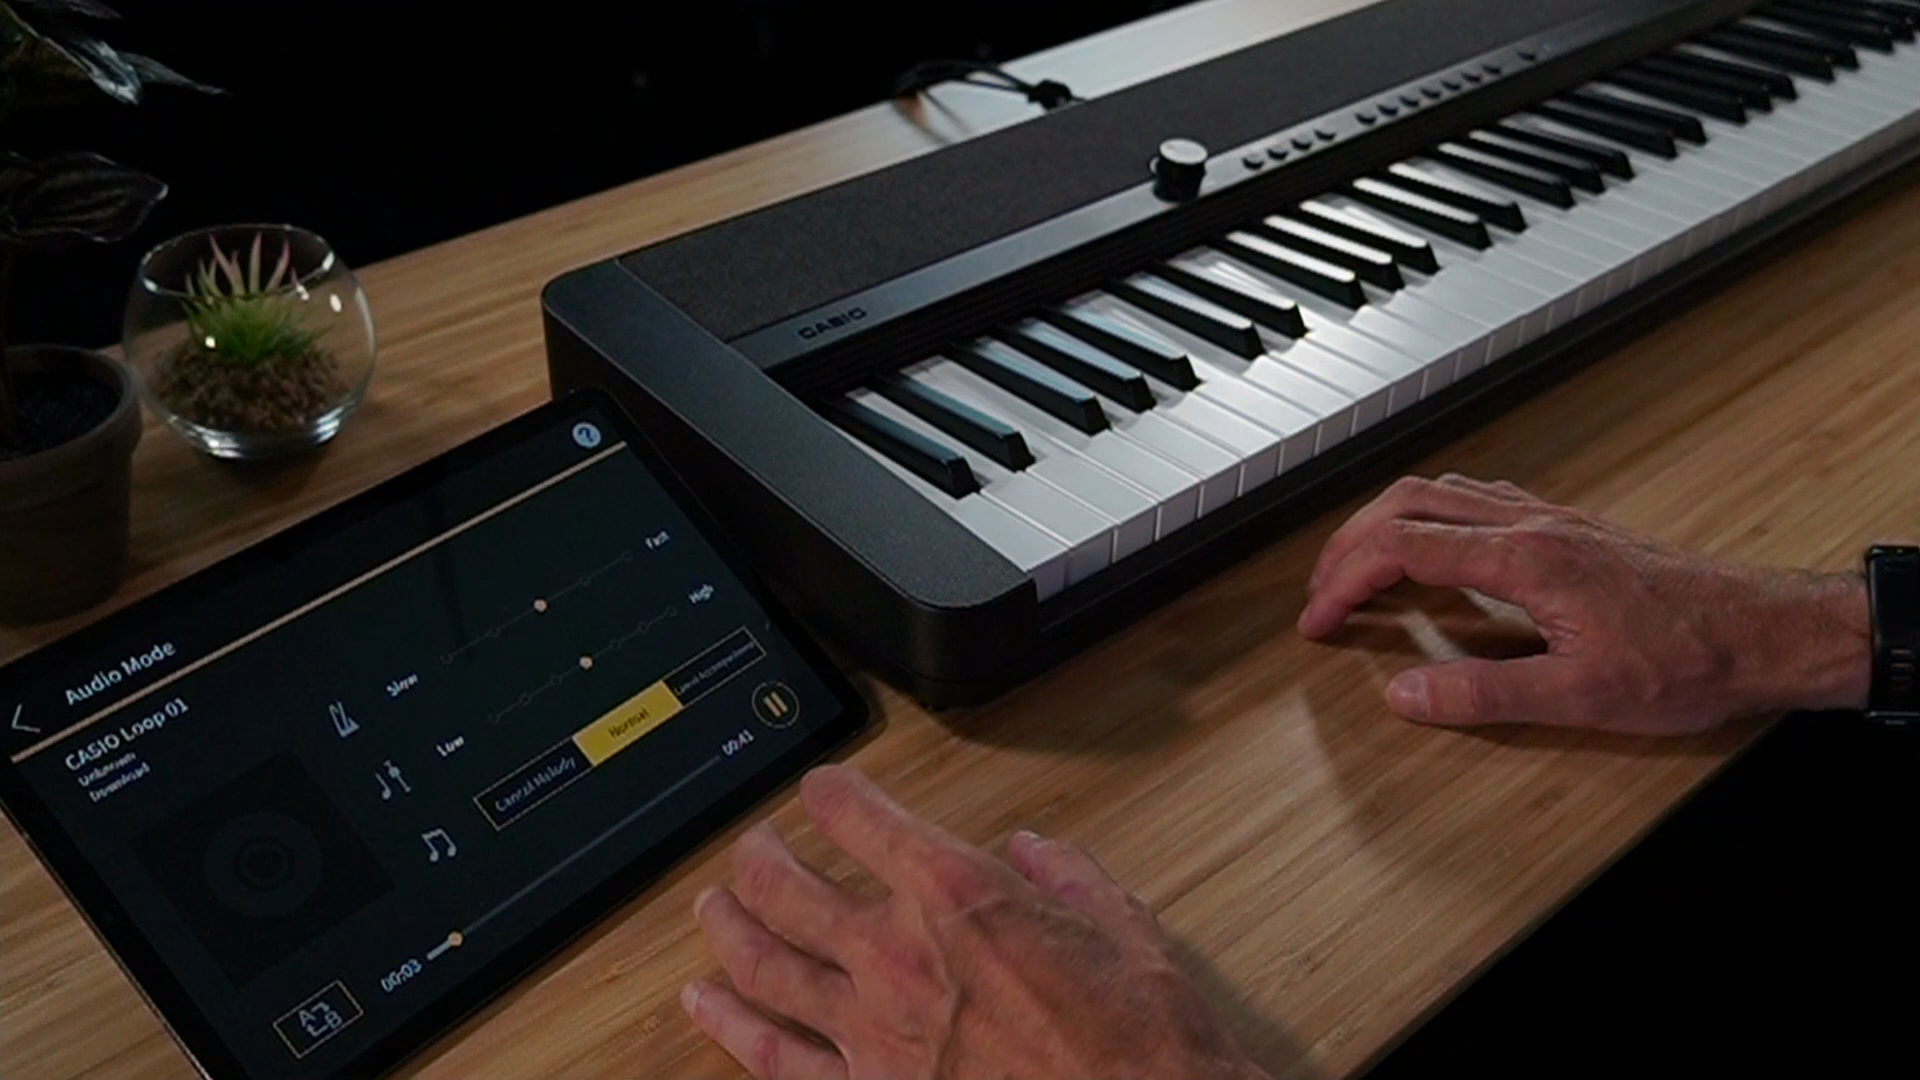 CASIO
?
Audio Mode
CASIO Loop 01
Unknown
Download
Slow
Fast
Low
High
Cancel Melody
Normal
Cancel Accompaniment
00:03
00:41
A B